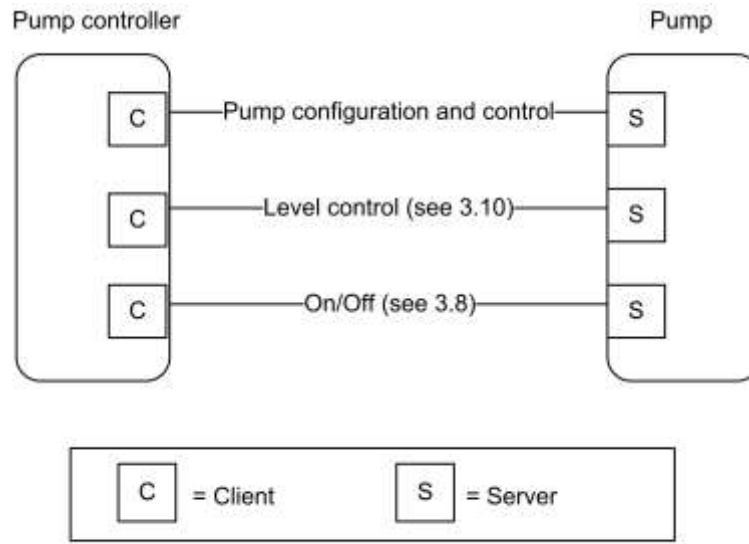 Pump controller
Pump
C
Pump configuration and control
S
C
Level control (see 3.10)
S
C
On/Off (see 3.8)
S
C
= Client
S
= Server